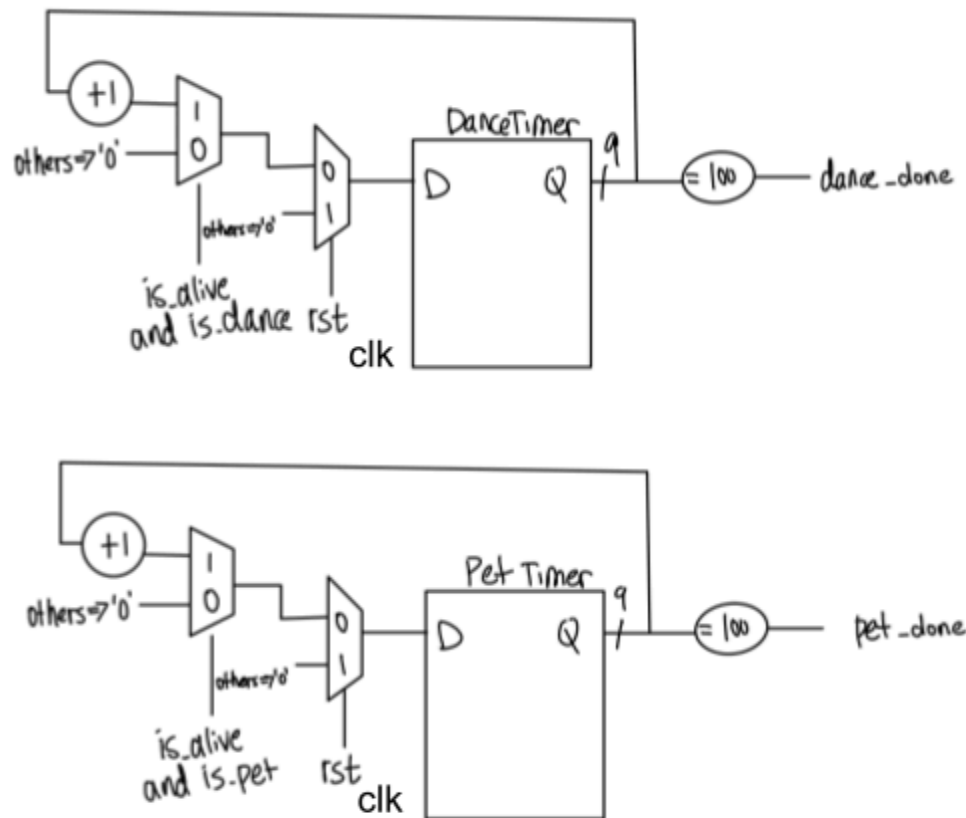 DanceTimer
9
+1
1
others=>'0'
0
0
D
Q
= 100
dance_done
others=>'0'
1
is_alive
and is_dance
rst
clk
Pet Timer
9
+1
1
others=>'0'
0
0
D
Q
= 100
pet_done
others=>'0'
1
is_alive
and is_pet
rst
clk